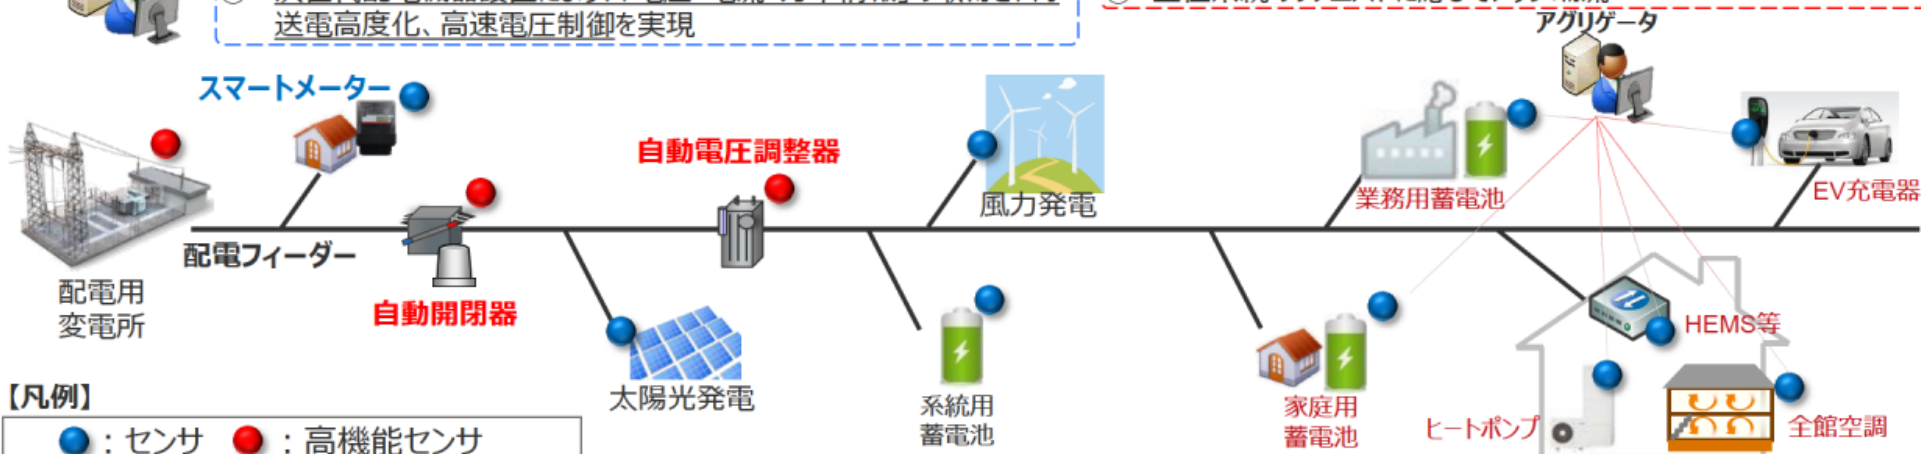 送電高度化、高速電圧制御を実現
アグリゲータ
スマートメーター
自動電圧調整器
風力発電
業務用蓄電池
EV充電器
配電フィーダー
配電用
変電所
自動開閉器
太陽光発電
系統用
蓄電池
家庭用
蓄電池
HEMS等
ヒートポンプ
全館空調
【凡例】
：センサ ：高機能センサ